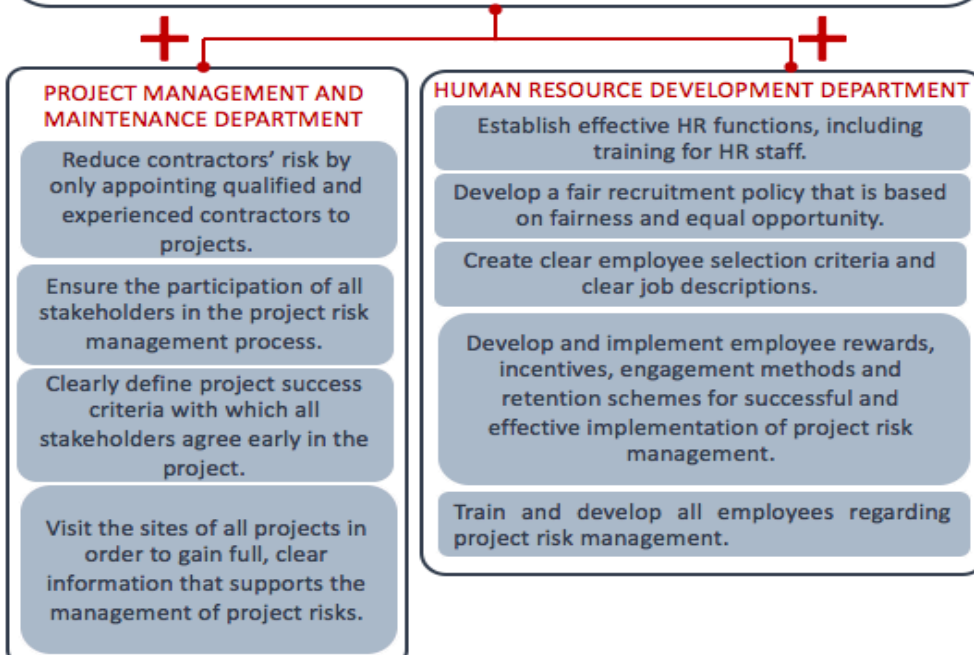 PROJECT MANAGEMENT AND
MAINTENANCE DEPARTMENT
Reduce contractors’ risk by
only appointing qualified and
experienced contractors to
projects.
Ensure the participation of all
stakeholders in the project risk
management process.
Clearly define project success
criteria with which all
stakeholders agree early in the
project.
Visit the sites of all projects in
order to gain full, clear
information that supports the
management of project risks.
HUMAN RESOURCE DEVELOPMENT DEPARTMENT
Establish effective HR functions, including
training for HR staff.
Develop a fair recruitment policy that is based
on fairness and equal opportunity.
Create clear employee selection criteria and
clear job descriptions.
Develop and implement employee rewards,
incentives, engagement methods and
retention schemes for successful and
effective implementation of project risk
management.
Train and develop all employees regarding
project risk management.